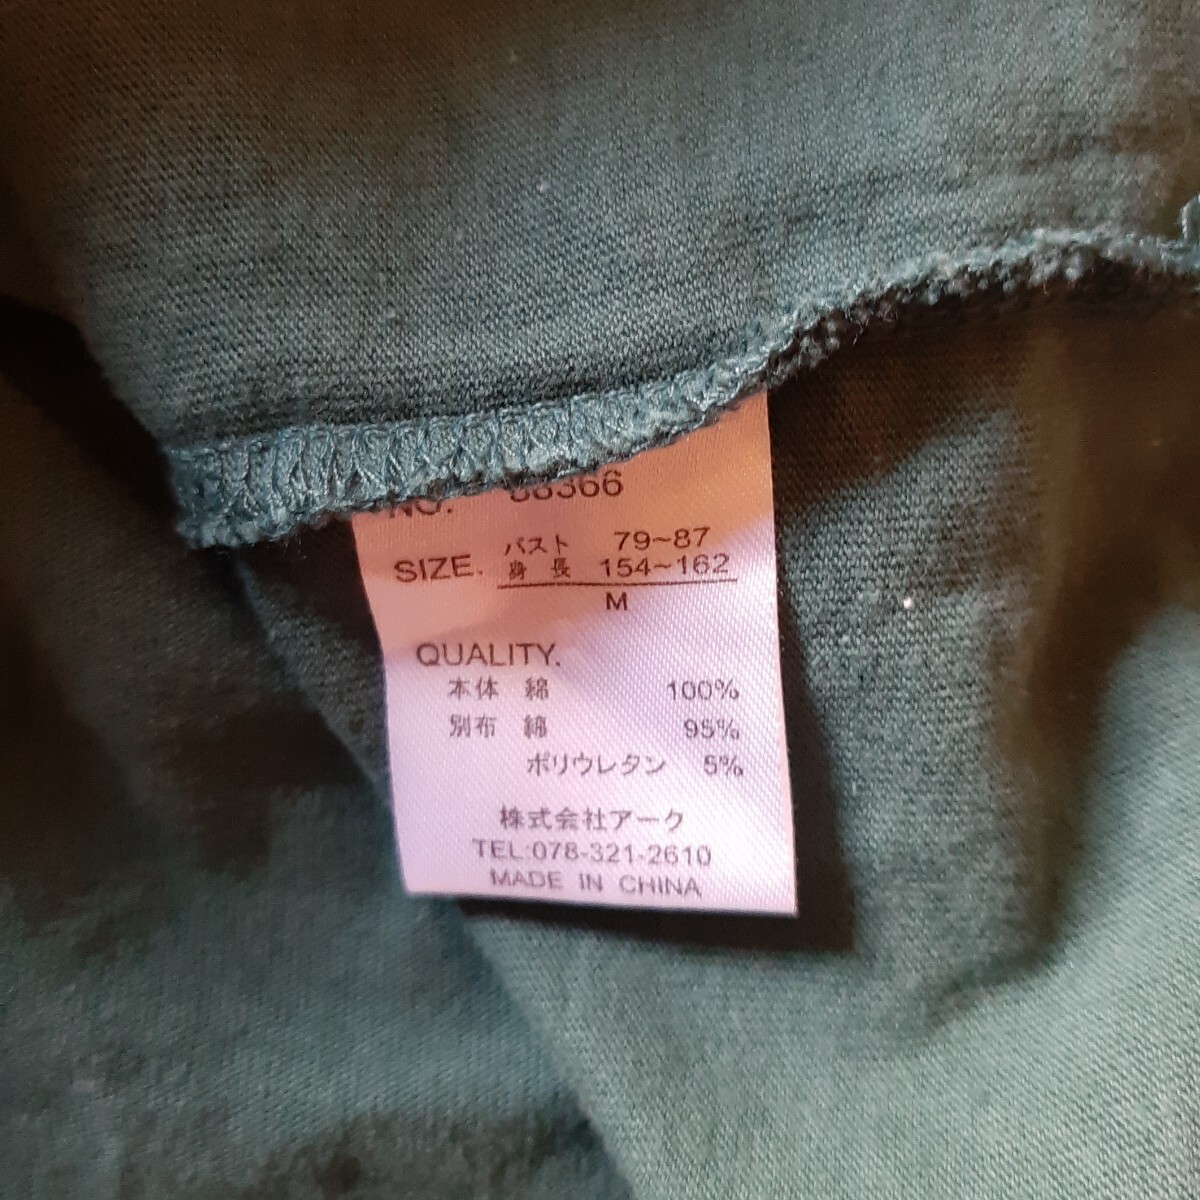 NO. 88366
SIZE. バスト 79~87
身長 154~162
M
QUALITY.
本体 綿 100%
別布 綿 95%
ポリウレタン 5%
株式会社アーク
TEL:078-321-2610
MADE IN CHINA